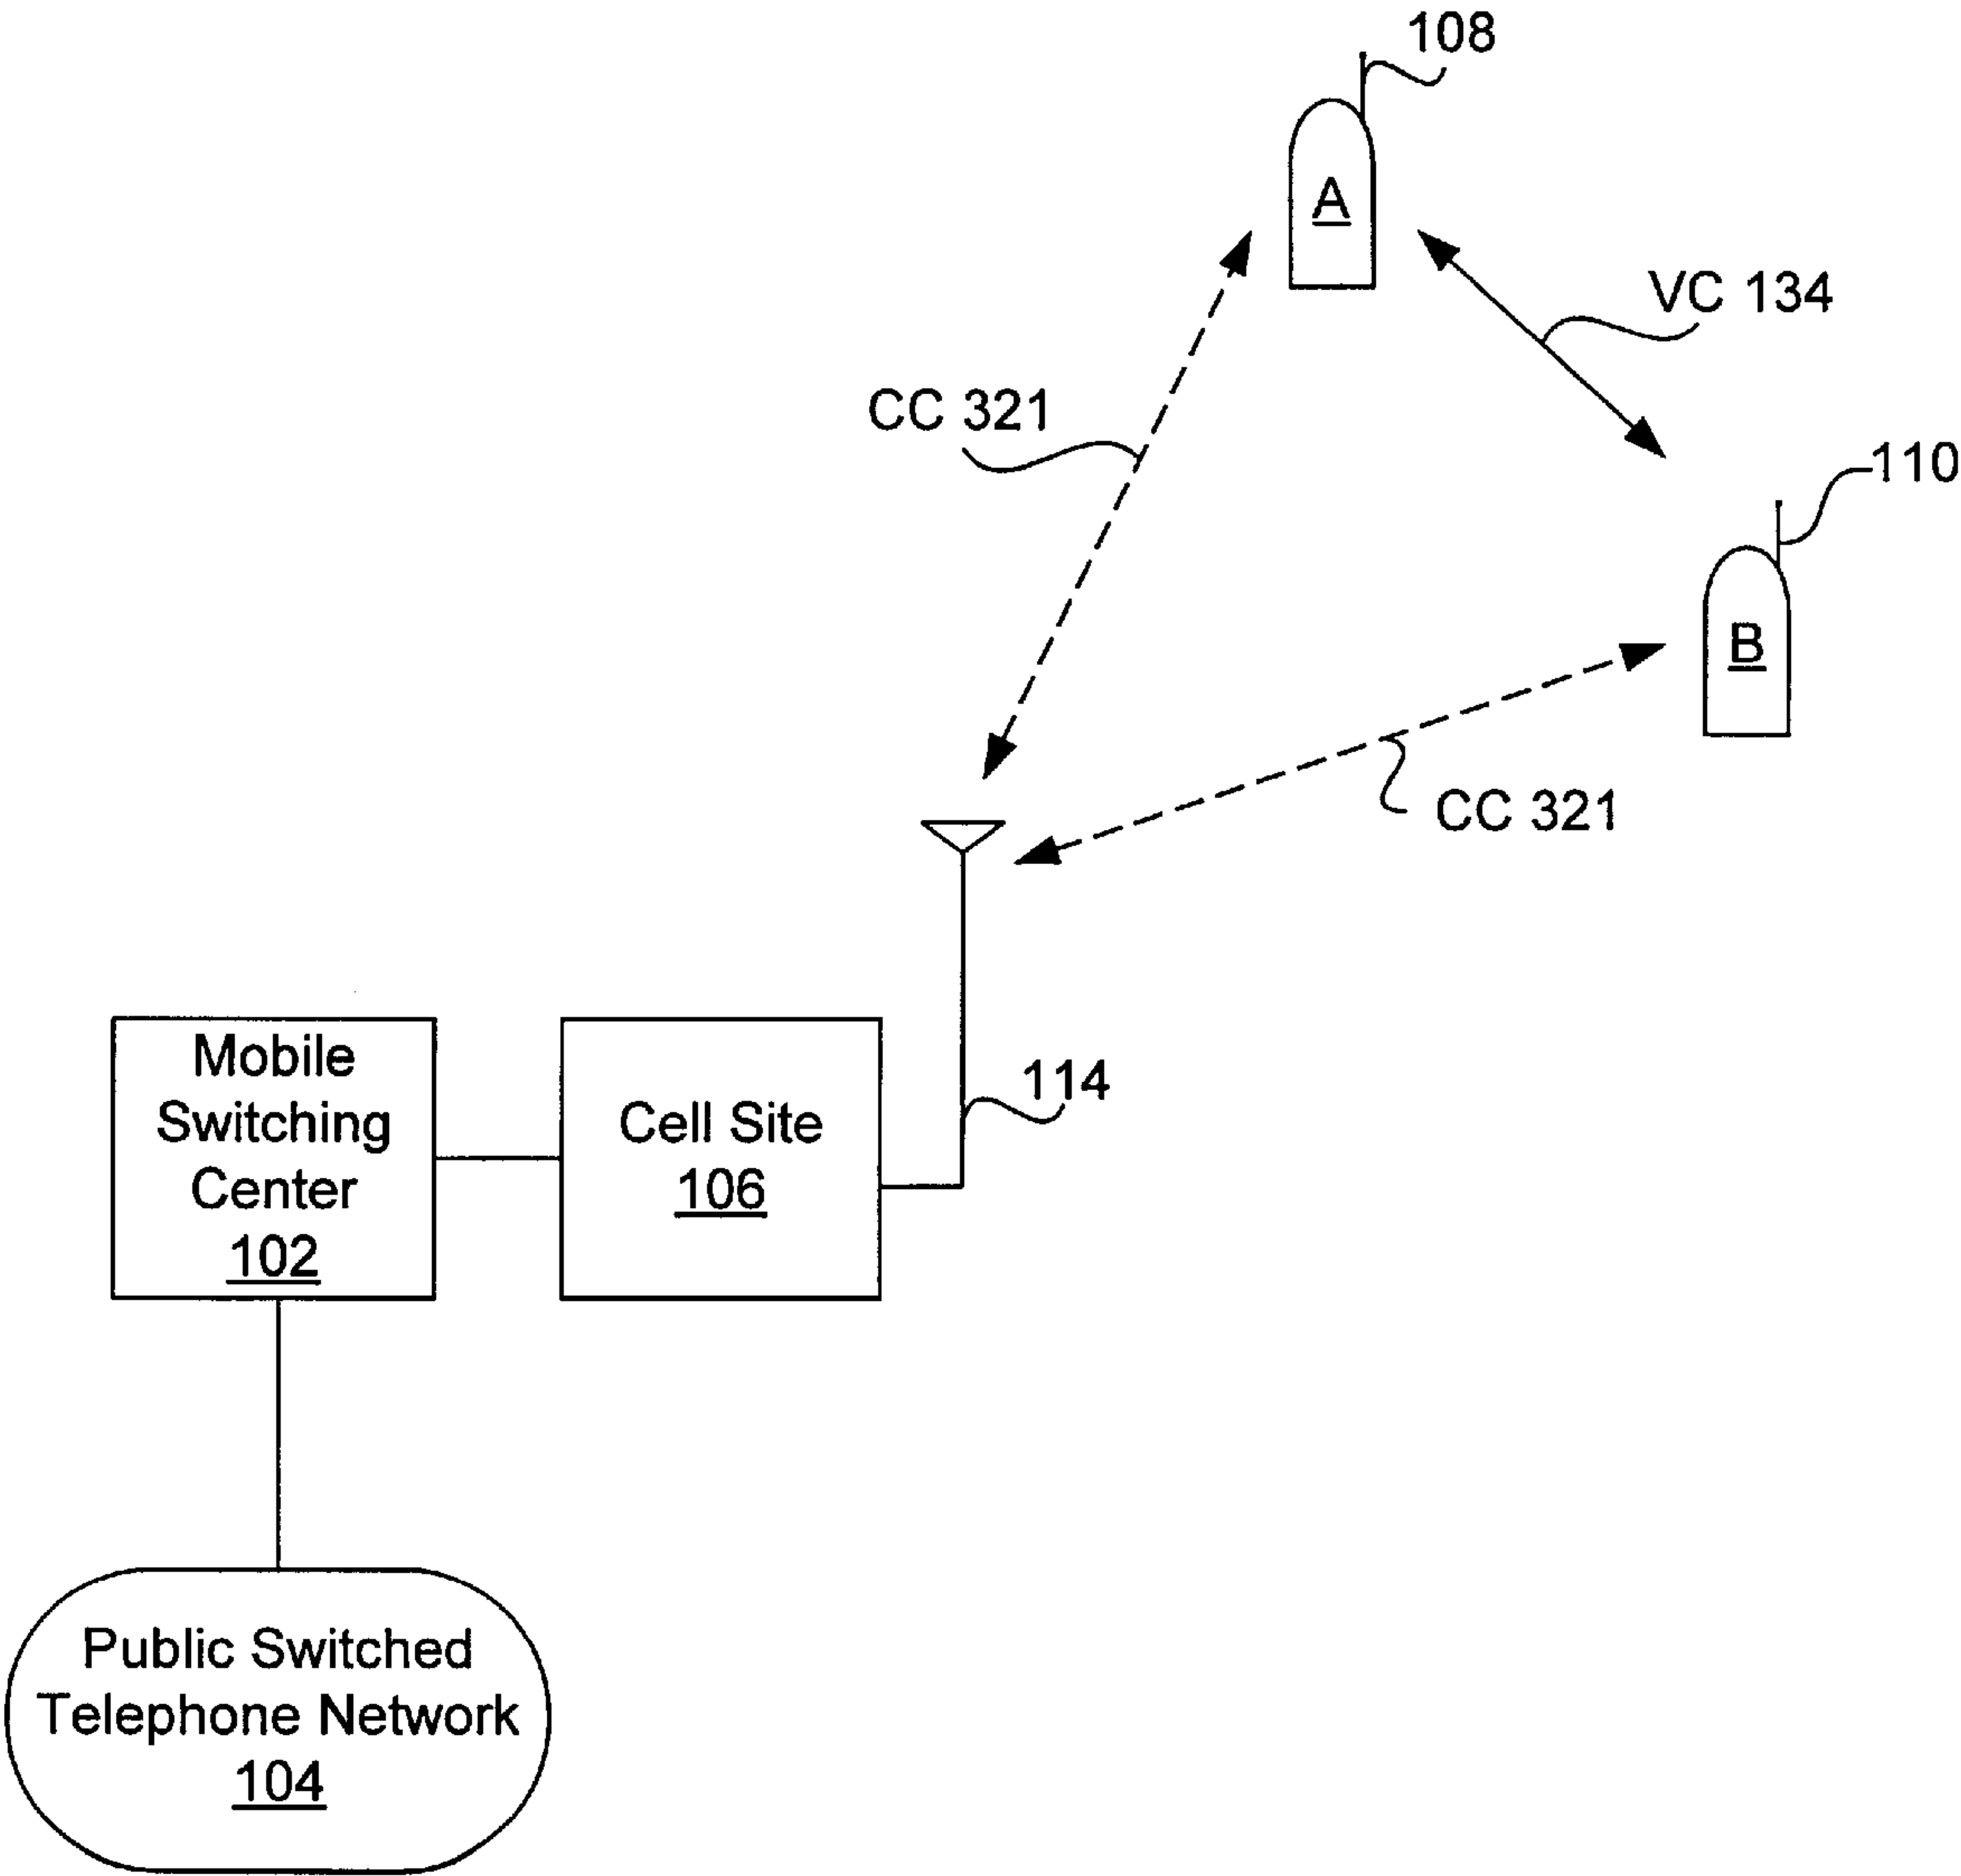 108
A
VC 134
CC 321
110
B
CC 321
Mobile
Switching
Center
102
Cell Site
106
114
Public Switched
Telephone Network
104